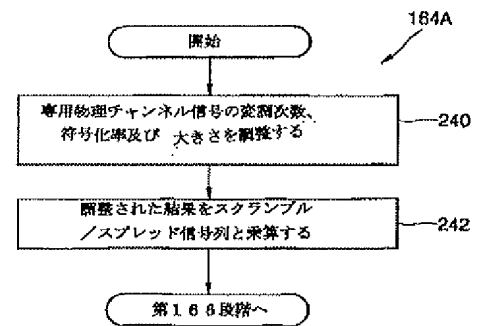 164A
開始
専用物理チャンネル信号の変調次数、
符号化率及び 大きさを調整する
240
調整された結果をスクランブル
／スプレッド信号列と乗算する
242
第166段階へ